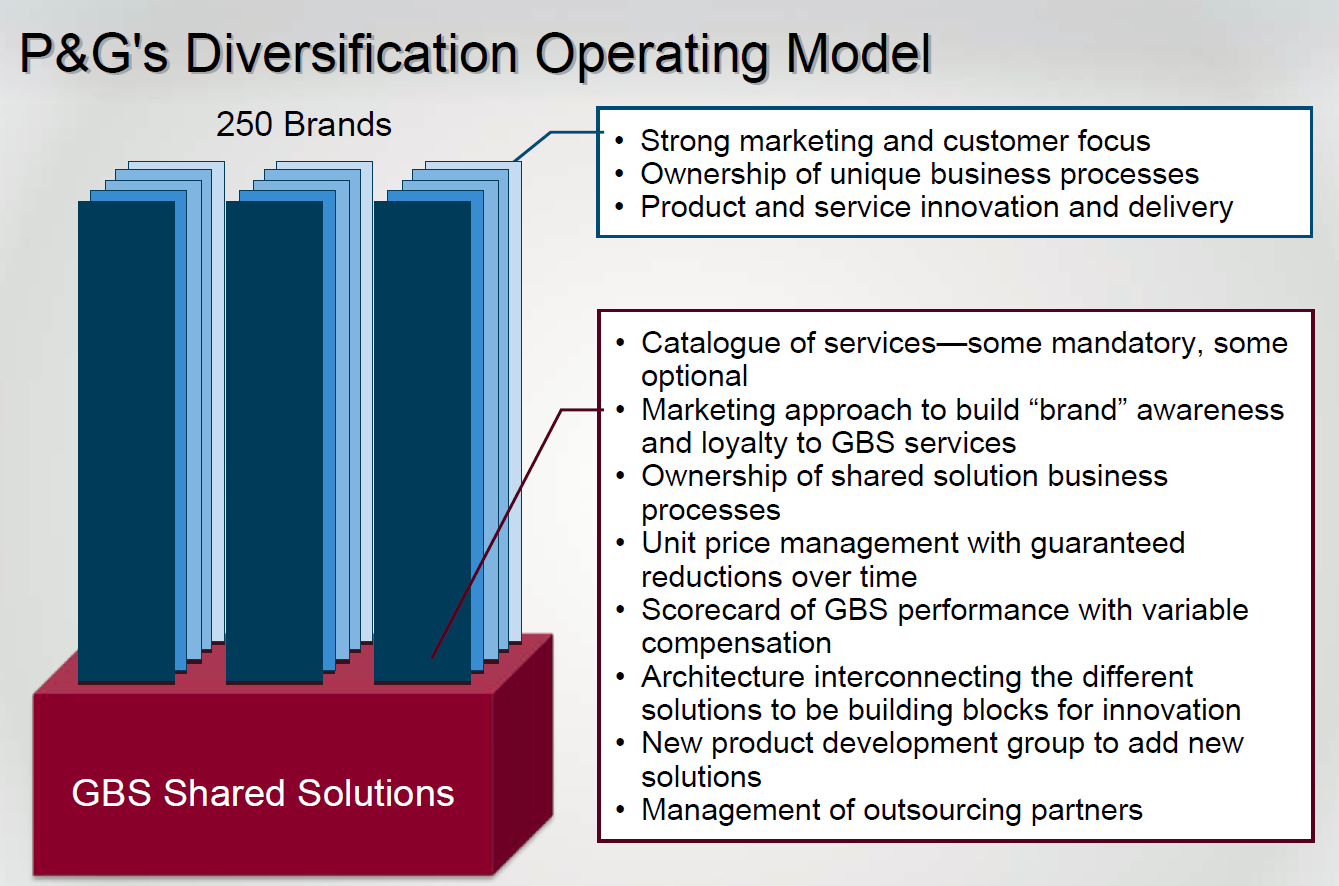 P&G's Diversification Operating Model
250 Brands
• Strong marketing and customer focus
• Ownership of unique business processes
• Product and service innovation and delivery
• Catalogue of services—some mandatory, some
optional
• Marketing approach to build “brand” awareness
and loyalty to GBS services
• Ownership of shared solution business
processes
• Unit price management with guaranteed
reductions over time
• Scorecard of GBS performance with variable
compensation
• Architecture interconnecting the different
solutions to be building blocks for innovation
• New product development group to add new
solutions
• Management of outsourcing partners
GBS Shared Solutions